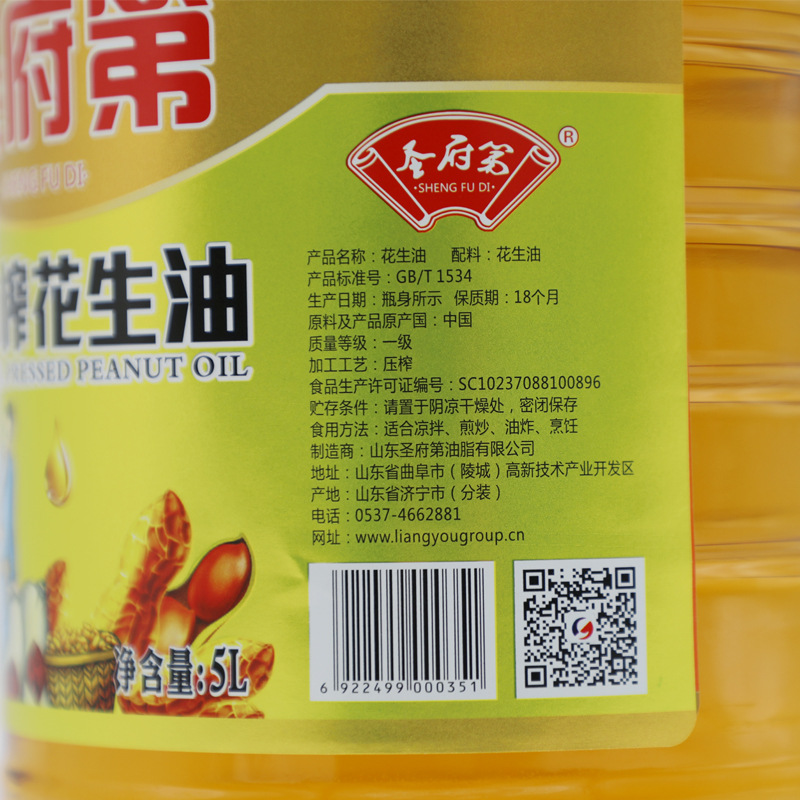 府第
SHENG FU DI·
圣府第
·SHENG FU DI·
®
榨花生油
PRESSED PEANUT OIL
产品名称：花生油 配料：花生油
产品标准号：GB/T 1534
生产日期：瓶身所示 保质期：18个月
原料及产品原产国：中国
质量等级：一级
加工工艺：压榨
食品生产许可证编号：SC10237088100896
贮存条件：请置于阴凉干燥处，密闭保存
食用方法：适合凉拌、煎炒、油炸、烹饪
制造商：山东圣府第油脂有限公司
地址：山东省曲阜市（陵城）高新技术产业开发区
产地：山东省济宁市（分装）
电话：0537-4662881
网址：www.liangyougroup.cn
净含量:5L
6 922499 000351